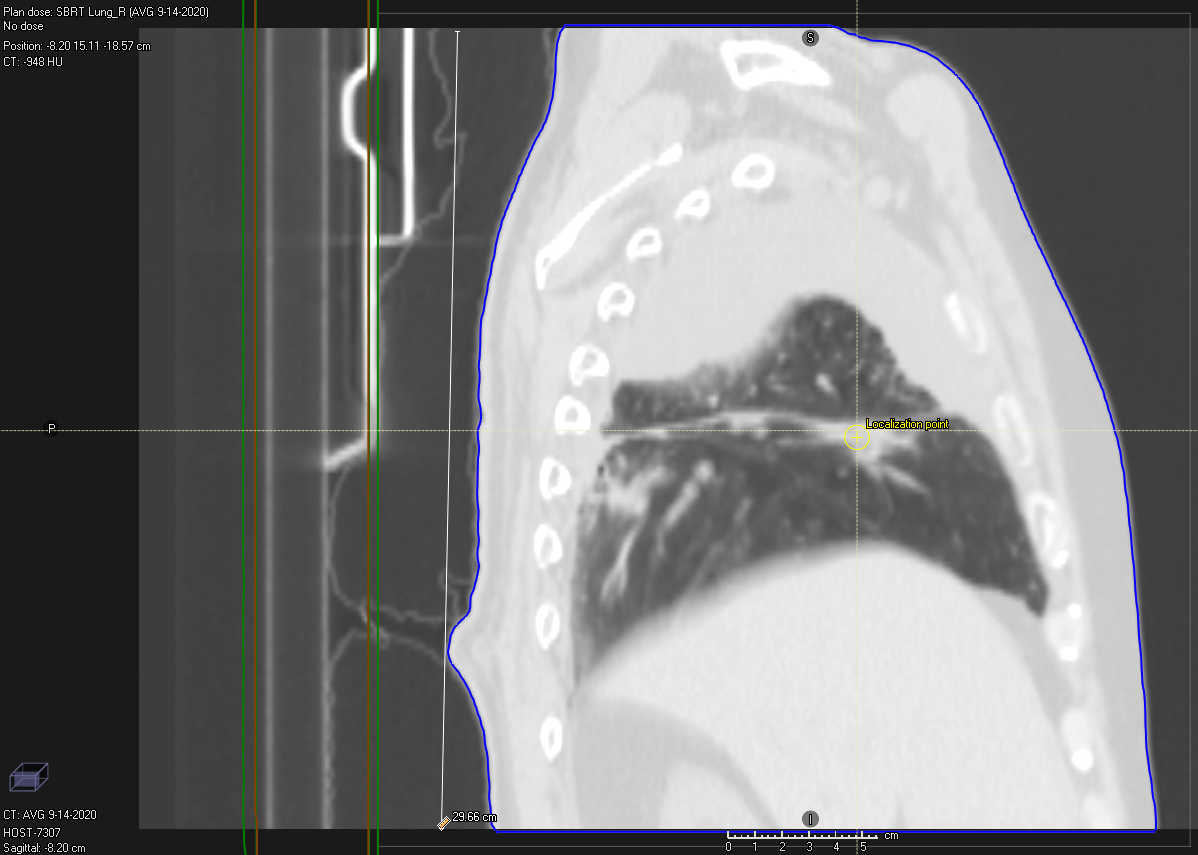 Plan dose: SBRT Lung_R (AVG 9-14-2020)
No dose
Position: -8.20 15.11 -18.57 cm
CT: -948 HU
S
Localization point
P
29.66 cm
I
cm
0 1 2 3 4 5
CT: AVG 9-14-2020
HOST-7307
Sagittal: -8.20 cm